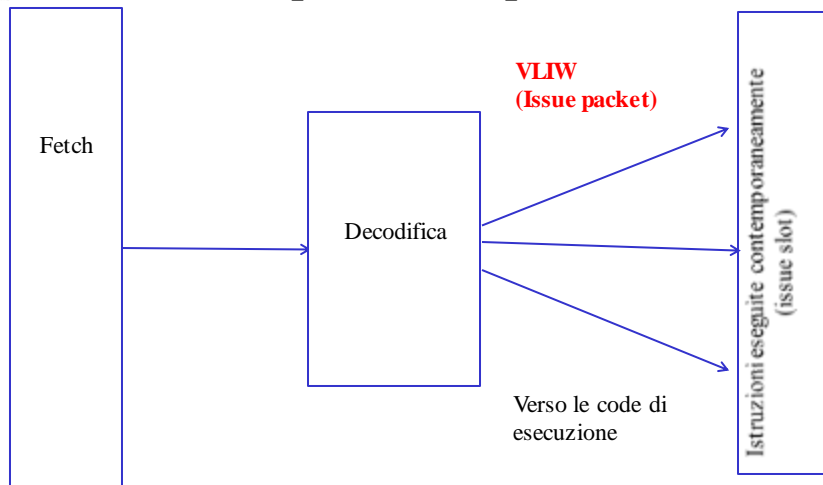 Fetch
Decodifica
VLIW
(Issue packet)
Verso le code di
esecuzione
Istruzioni eseguite contemporaneamente
(issue slot)